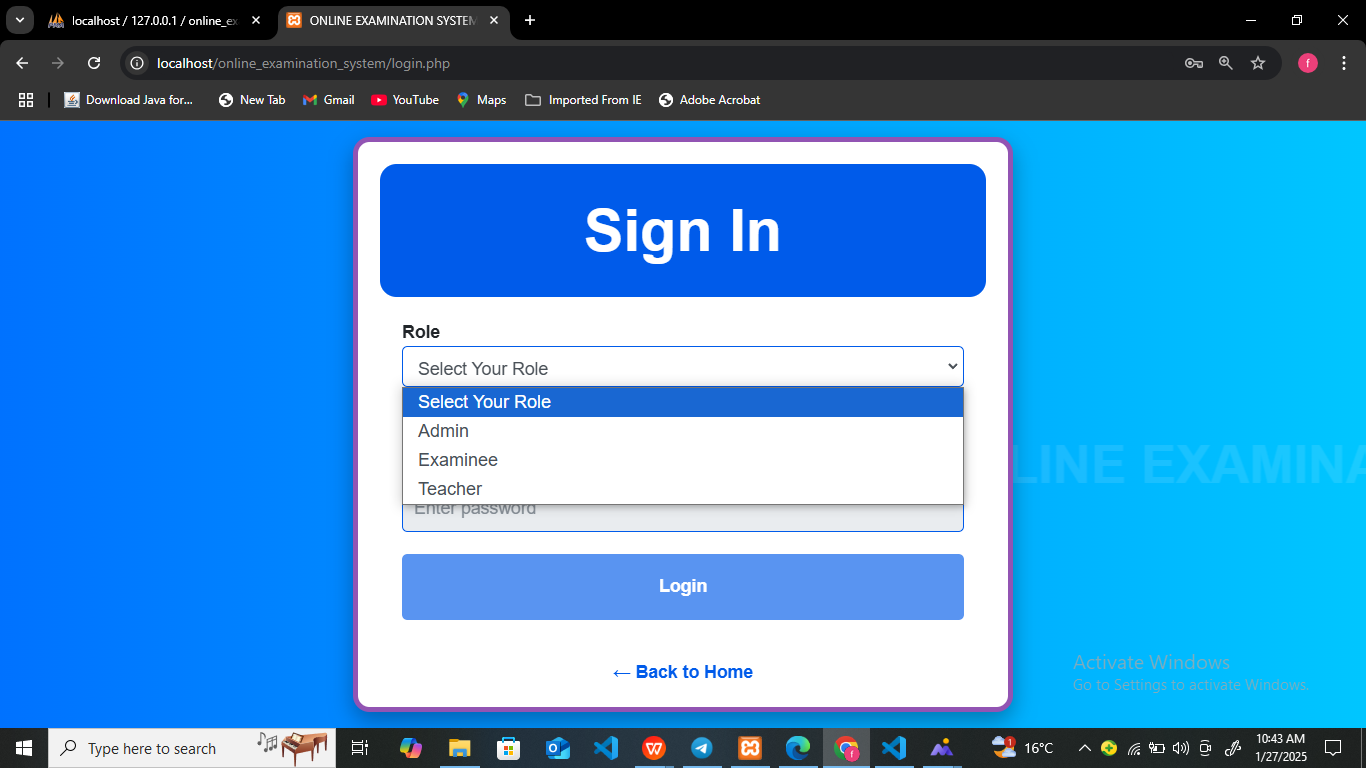 localhost / 127.0.0.1 / online_ex
ONLINE EXAMINATION SYSTEM
localhost/online_examination_system/login.php
f
Download Java for...
New Tab
Gmail
YouTube
Maps
Imported From IE
Adobe Acrobat
Sign In
Role
Select Your Role
Select Your Role
Admin
Examinee
Teacher
Enter password
LINE EXAMINA
Login
← Back to Home
Activate Windows
Go to Settings to activate Windows.
Type here to search
1
16°C
10:43 AM
1/27/2025